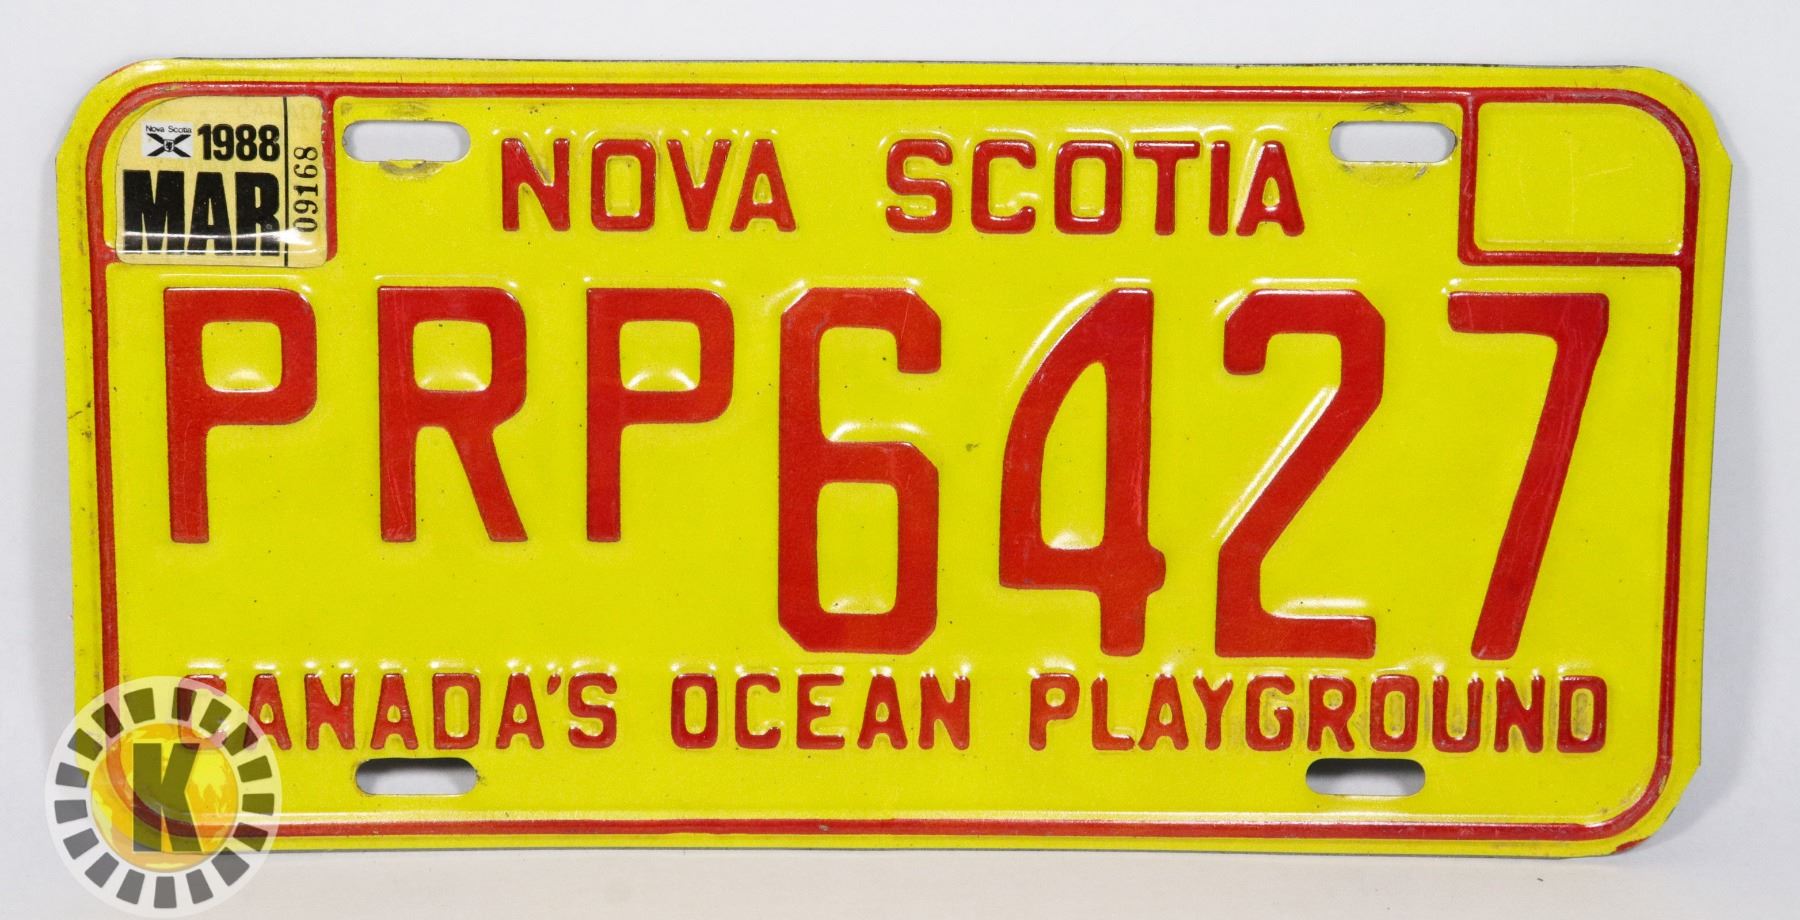 Nova Scotia
1988
MAR
09168
NOVA SCOTIA
PRP6427
CANADA'S OCEAN PLAYGROUND
K